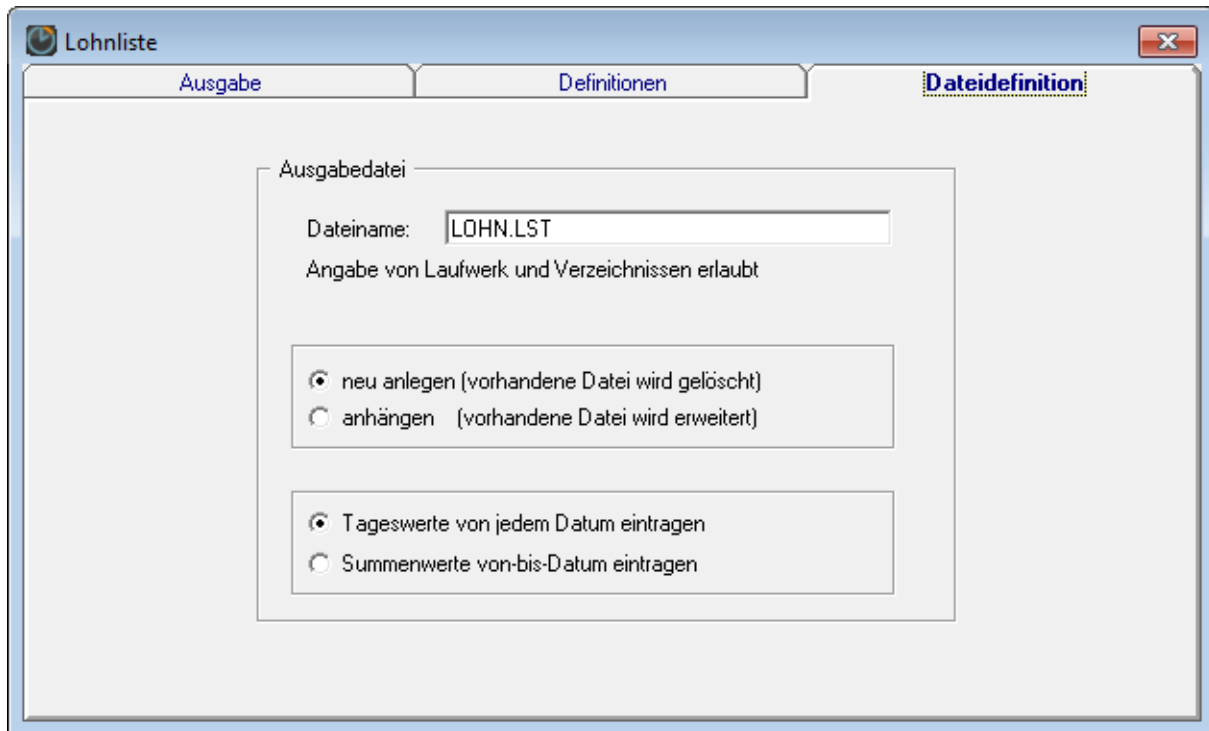 Lohnliste
Ausgabe Definitionen Dateidefinition
Ausgabedatei
Dateiname: LOHN.LST
Angabe von Laufwerk und Verzeichnissen erlaubt
neu anlegen (vorhandene Datei wird gelöscht)
anhängen (vorhandene Datei wird erweitert)
Tageswerte von jedem Datum eintragen
Summenwerte von-bis-Datum eintragen